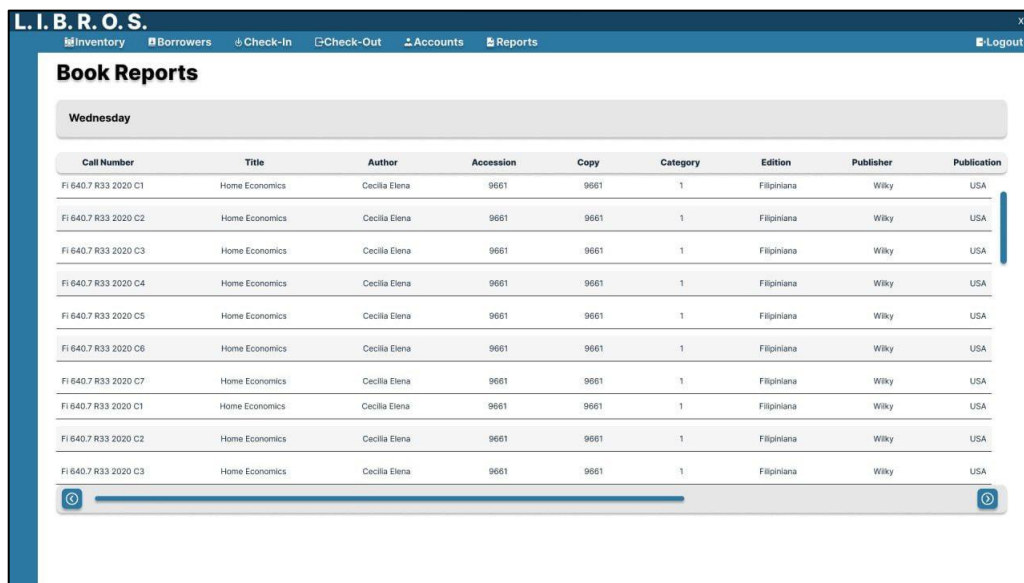 L. I. B. R. O. S.
X
Inventory Borrowers Check-In Check-Out Accounts Reports Logout
Book Reports
Wednesday
Call Number Title Author Accession Copy Category Edition Publisher Publication
Fi 640.7 R33 2020 C1 Home Economics Cecilia Elena 9661 9661 1 Filipiniana Wilky USA
Fi 640.7 R33 2020 C2 Home Economics Cecilia Elena 9661 9661 1 Filipiniana Wilky USA
Fi 640.7 R33 2020 C3 Home Economics Cecilia Elena 9661 9661 1 Filipiniana Wilky USA
Fi 640.7 R33 2020 C4 Home Economics Cecilia Elena 9661 9661 1 Filipiniana Wilky USA
Fi 640.7 R33 2020 C5 Home Economics Cecilia Elena 9661 9661 1 Filipiniana Wilky USA
Fi 640.7 R33 2020 C6 Home Economics Cecilia Elena 9661 9661 1 Filipiniana Wilky USA
Fi 640.7 R33 2020 C7 Home Economics Cecilia Elena 9661 9661 1 Filipiniana Wilky USA
Fi 640.7 R33 2020 C1 Home Economics Cecilia Elena 9661 9661 1 Filipiniana Wilky USA
Fi 640.7 R33 2020 C2 Home Economics Cecilia Elena 9661 9661 1 Filipiniana Wilky USA
Fi 640.7 R33 2020 C3 Home Economics Cecilia Elena 9661 9661 1 Filipiniana Wilky USA